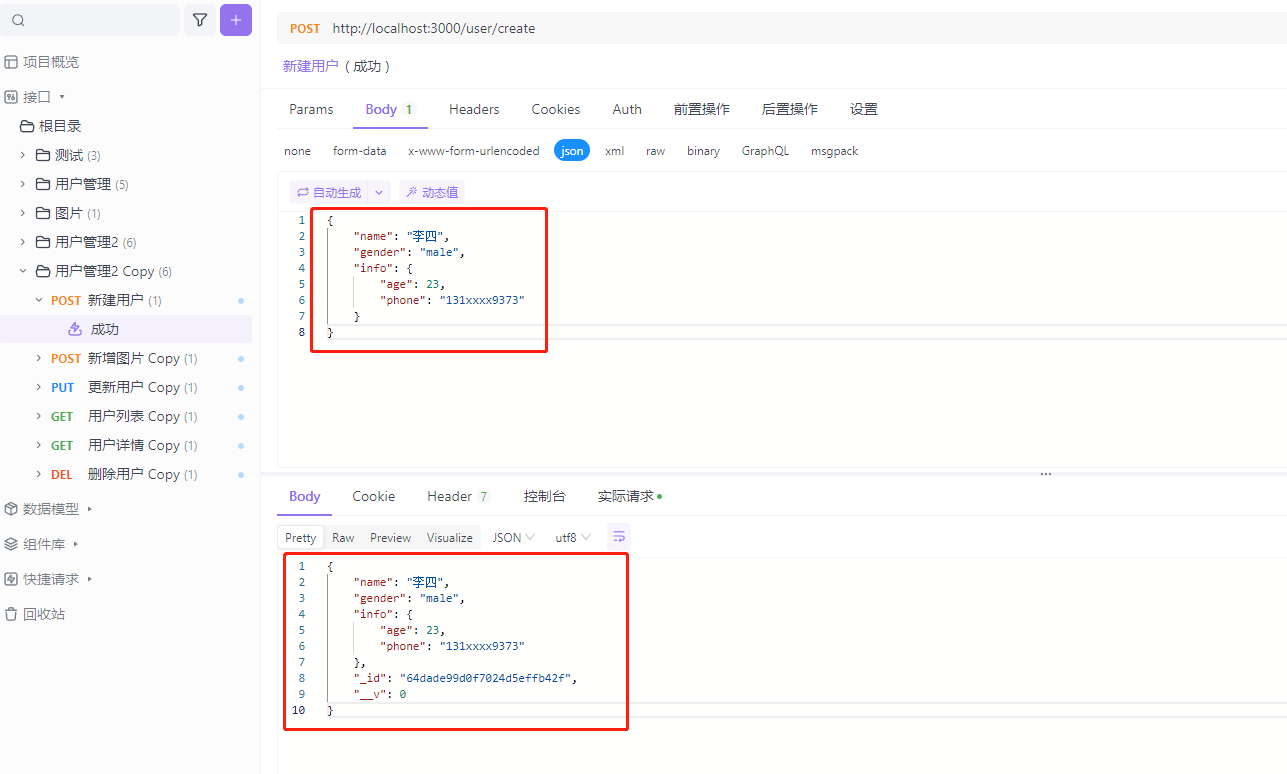 项目概览
接口
根目录
测试 (3)
用户管理 (5)
图片 (1)
用户管理2 (6)
用户管理2 Copy (6)
POST 新建用户 (1)
成功
POST 新增图片 Copy (1)
PUT 更新用户 Copy (1)
GET 用户列表 Copy (1)
GET 用户详情 Copy (1)
DEL 删除用户 Copy (1)
数据模型
组件库
快捷请求
回收站
POST http://localhost:3000/user/create
新建用户 ( 成功 )
Params Body 1 Headers Cookies Auth 前置操作 后置操作 设置
none form-data x-www-form-urlencoded json xml raw binary GraphQL msgpack
自动生成 动态值
1 {
2 "name": "李四",
3 "gender": "male",
4 "info": {
5 "age": 23,
6 "phone": "131xxxx9373"
7 }
8 }
Body Cookie Header 7 控制台 实际请求
Pretty Raw Preview Visualize JSON utf8
1 {
2 "name": "李四",
3 "gender": "male",
4 "info": {
5 "age": 23,
6 "phone": "131xxxx9373"
7 },
8 "_id": "64dade99d0f7024d5effb42f",
9 "__v": 0
10 }